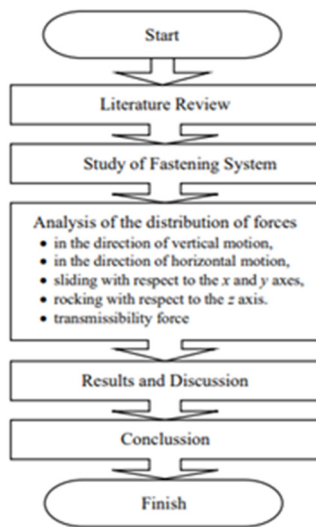 Start
Literature Review
Study of Fastening System
Analysis of the distribution of forces
• in the direction of vertical motion,
• in the direction of horizontal motion,
• sliding with respect to the x and y axes,
• rocking with respect to the z axis.
• transmissibility force
Results and Discussion
Conclussion
Finish